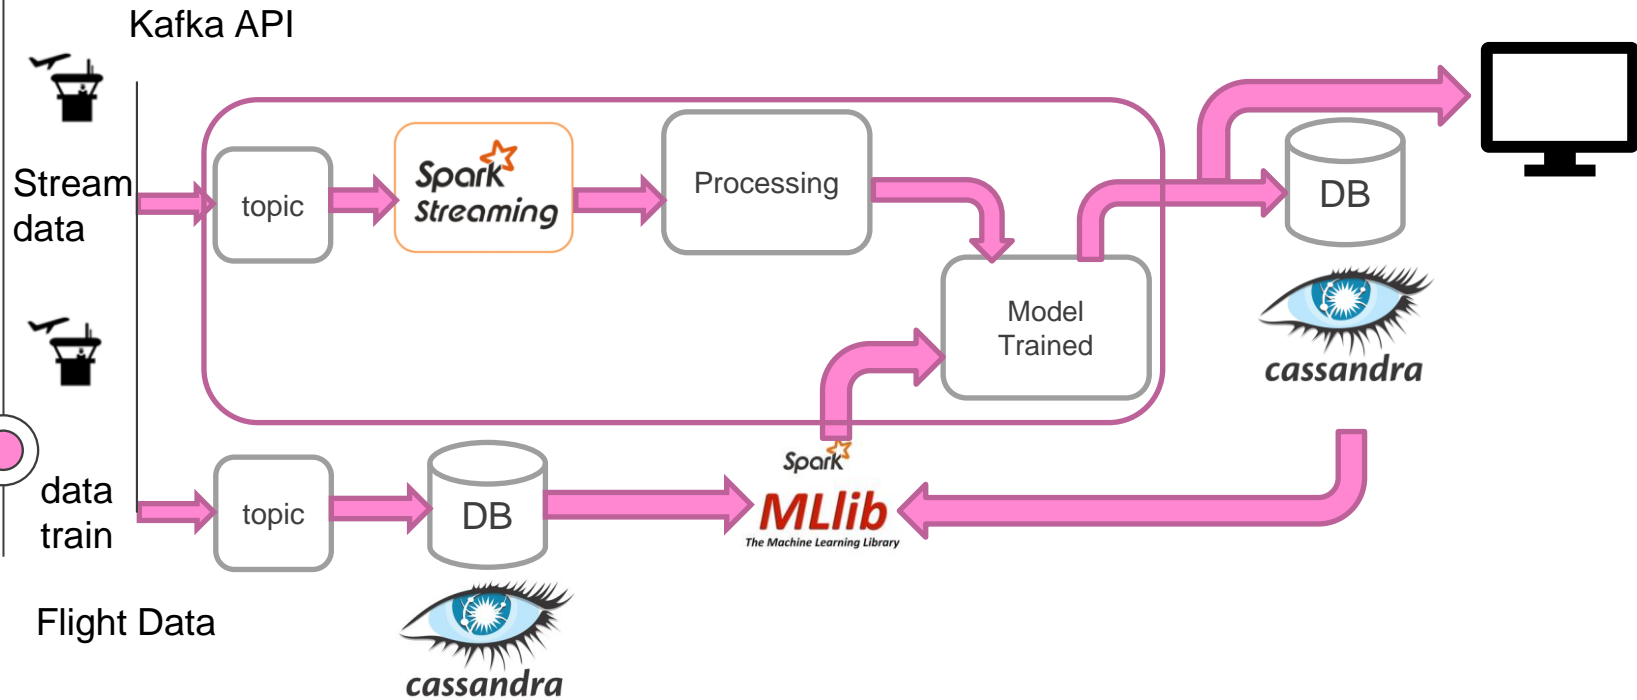 Kafka API
Stream
data
topic
Spark
Streaming
Processing
Model
Trained
DB
cassandra
data
train
topic
DB
Spark
MLlib
The Machine Learning Library
Flight Data
cassandra